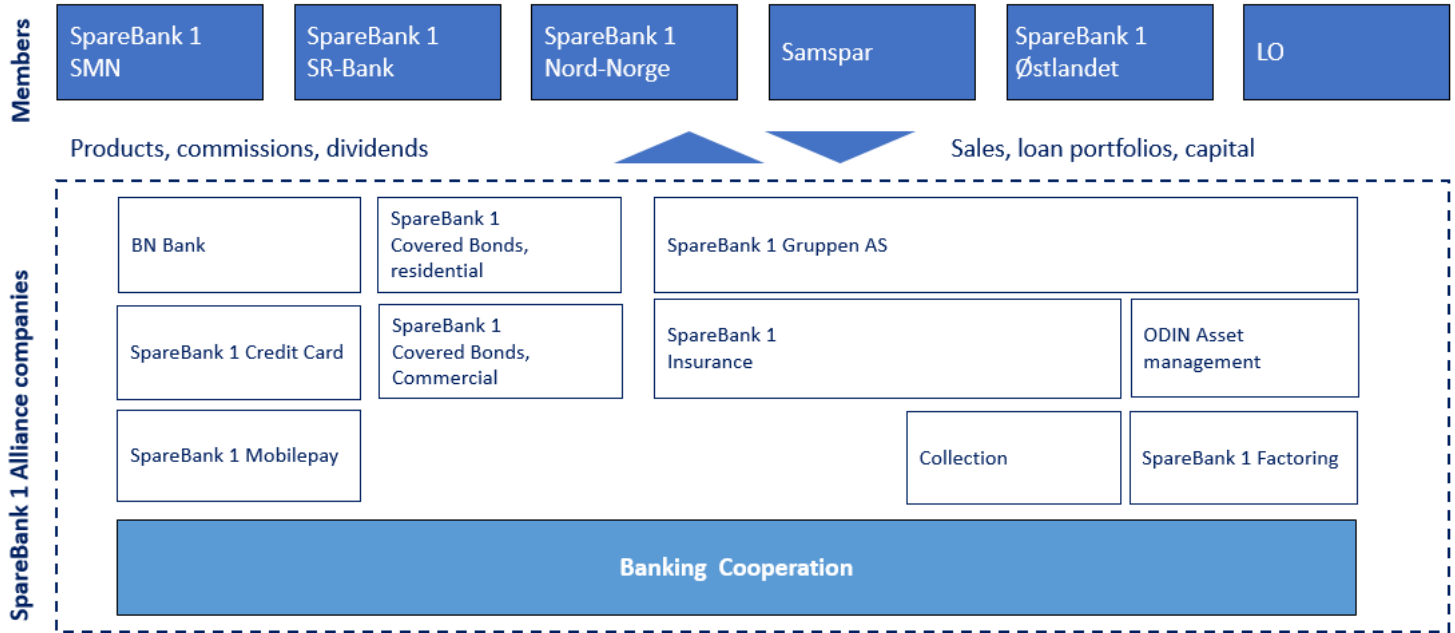 Members
SpareBank 1
SMN
SpareBank 1
SR-Bank
SpareBank 1
Nord-Norge
Samspar
SpareBank 1
Østlandet
LO
Products, commissions, dividends
Sales, loan portfolios, capital
SpareBank 1 Alliance companies
BN Bank
SpareBank 1
Covered Bonds,
residential
SpareBank 1 Gruppen AS
SpareBank 1 Credit Card
SpareBank 1
Covered Bonds,
Commercial
SpareBank 1
Insurance
ODIN Asset
management
SpareBank 1 Mobilepay
Collection
SpareBank 1 Factoring
Banking Cooperation